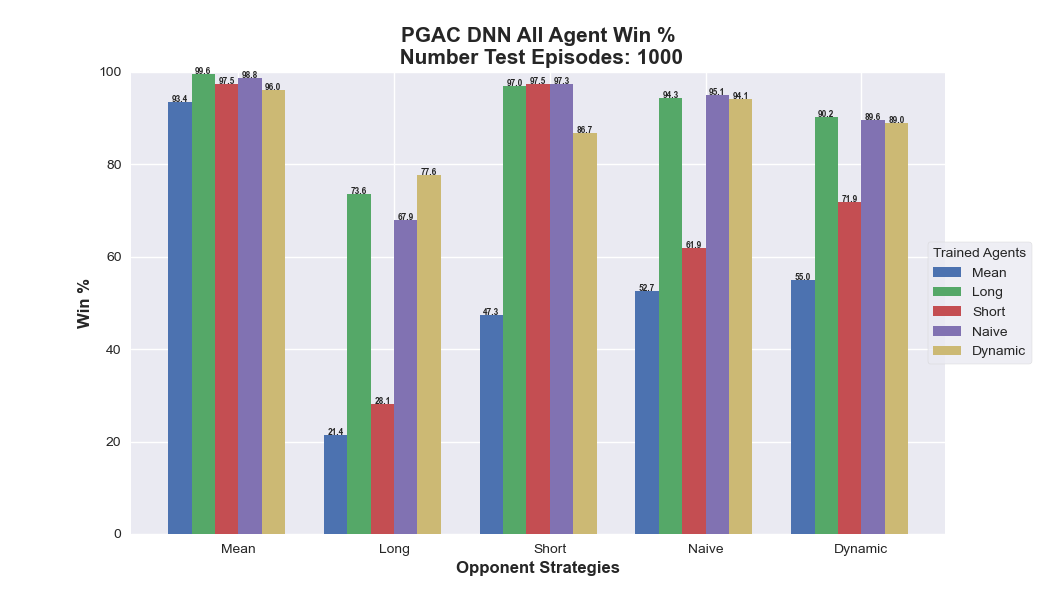 PGAC DNN All Agent Win %
Number Test Episodes: 1000
Win %
100
80
60
40
20
0
93.4
99.6
97.5
98.8
96.0
21.4
73.6
28.1
67.9
77.6
47.3
97.0
97.5
97.3
86.7
52.7
94.3
61.9
95.1
94.1
55.0
90.2
71.9
89.6
89.0
Mean
Long
Short
Naive
Dynamic
Opponent Strategies
Trained Agents
Mean
Long
Short
Naive
Dynamic